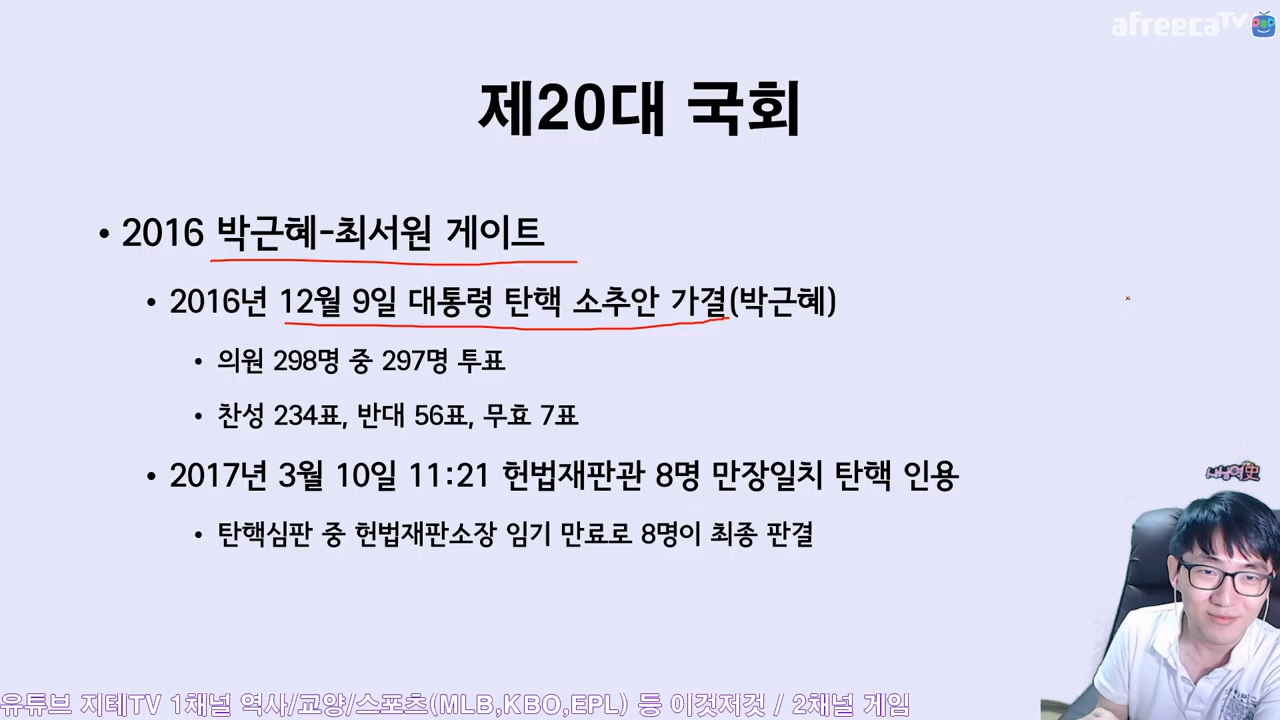 afreecaTV
제20대 국회
• 2016 박근혜-최서원 게이트
• 2016년 12월 9일 대통령 탄핵 소추안 가결(박근혜)
• 의원 298명 중 297명 투표
• 찬성 234표, 반대 56표, 무효 7표
• 2017년 3월 10일 11:21 헌법재판관 8명 만장일치 탄핵 인용
• 탄핵심판 중 헌법재판소장 임기 만료로 8명이 최종 판결
유튜브 지테TV 1채널 역사/교양/스포츠(MLB,KBO,EPL) 등 이것저것 / 2채널 게임